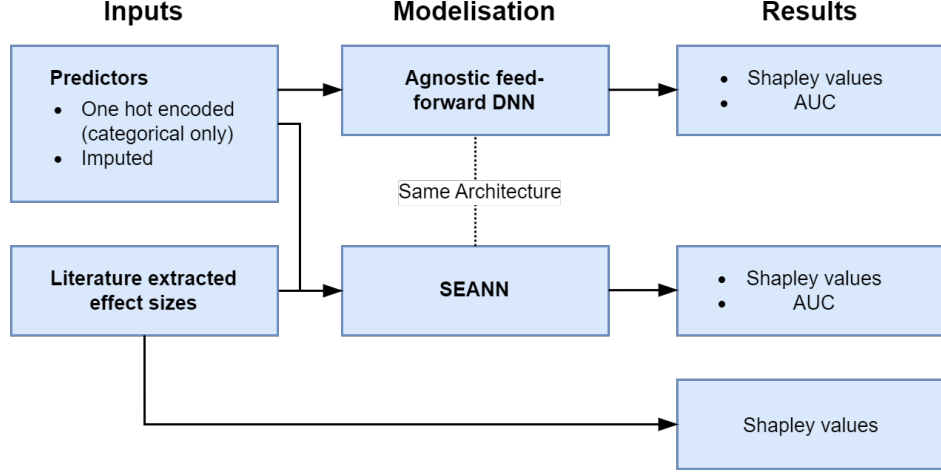 Inputs
Modelisation
Results
Predictors
• One hot encoded
(categorical only)
• Imputed
Agnostic feed-
forward DNN
• Shapley values
• AUC
Same Architecture
Literature extracted
effect sizes
SEANN
• Shapley values
• AUC
Shapley values